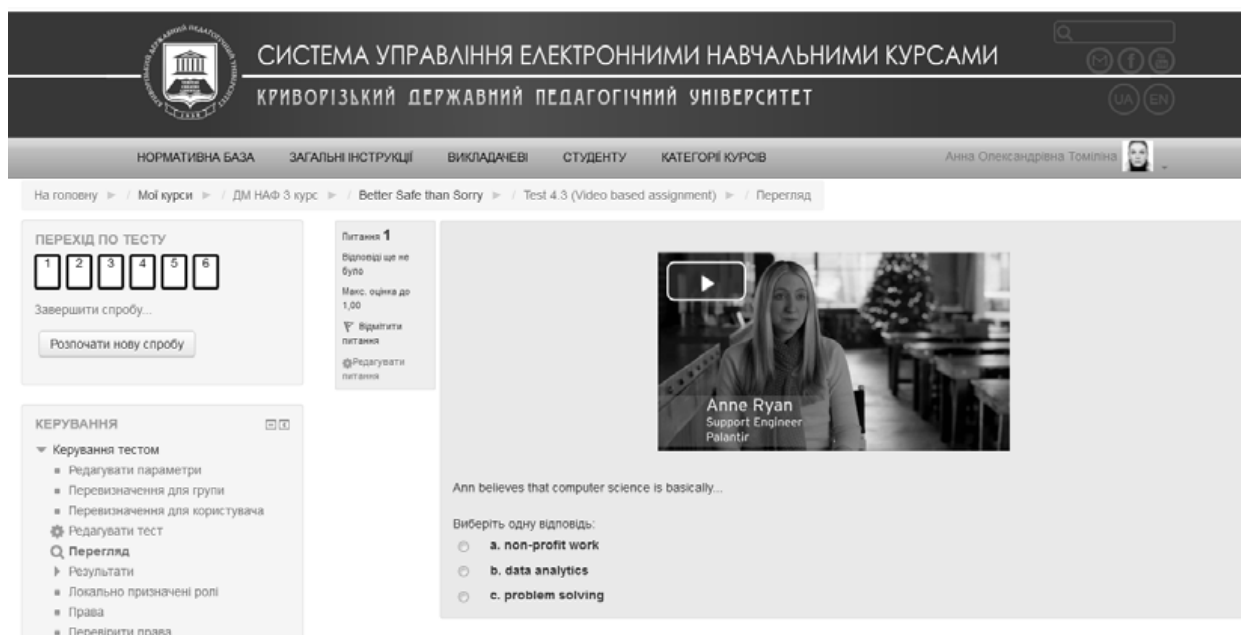 СИСТЕМА УПРАВЛІННЯ ЕЛЕКТРОННИМИ НАВЧАЛЬНИМИ КУРСАМИ
КРИВОРІЗЬКИЙ ДЕРЖАВНИЙ ПЕДАГОГІЧНИЙ УНІВЕРСИТЕТ
UA EN
НОРМАТИВНА БАЗА ЗАГАЛЬНІ ІНСТРУКЦІЇ ВИКЛАДАЧЕВІ СТУДЕНТУ КАТЕГОРІЇ КУРСІВ Анна Олександрівна Томіліна
На головну / Мої курси / ДМ НАФ 3 курс / Better Safe than Sorry / Test 4.3 (Video based assignment) / Перегляд
ПЕРЕХІД ПО ТЕСТУ
1 2 3 4 5 6
Завершити спробу...
Розпочати нову спробу
Питання 1
Відповіді ще не
було
Макс. оцінка до
1,00
Відмітити
питання
Редагувати
питання
Anne Ryan
Support Engineer
Palantir
КЕРУВАННЯ
Керування тестом
Редагувати параметри
Перевизначення для групи
Перевизначення для користувача
Редагувати тест
Перегляд
Результати
Локально призначені ролі
Права
Перевірити права
Ann believes that computer science is basically...
Виберіть одну відповідь:
a. non-profit work
b. data analytics
c. problem solving